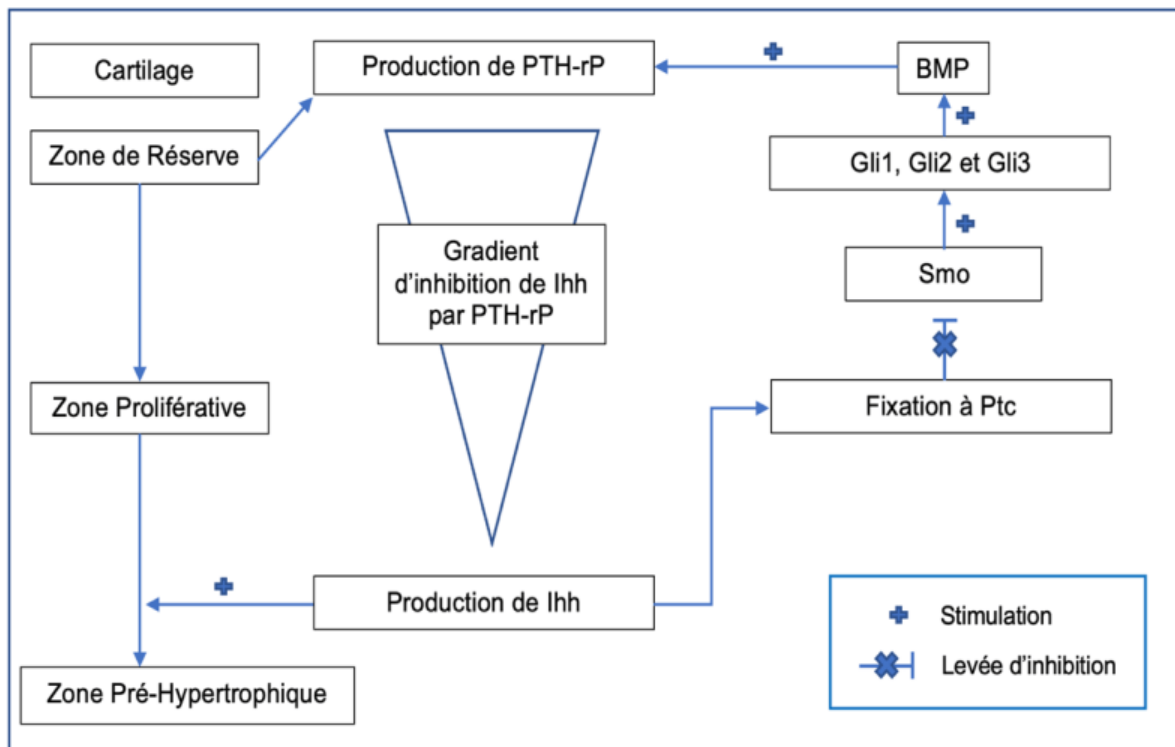 Cartilage
Production de PTH-rP
BMP
Zone de Réserve
Gli1, Gli2 et Gli3
Gradient
d'inhibition de Ihh
par PTH-rP
Smo
Zone Proliférative
Fixation à Ptc
Production de Ihh
Zone Pré-Hypertrophique
Stimulation
Levée d'inhibition